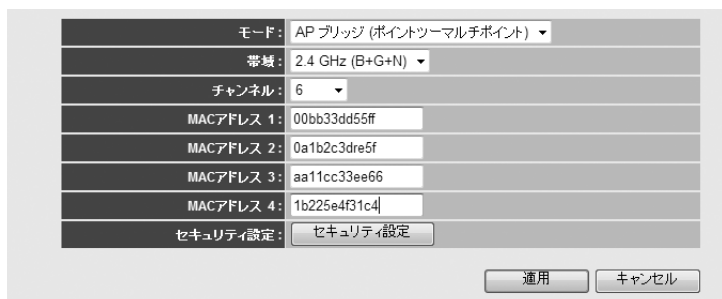 モード: AP ブリッジ (ポイントツーマルチポイント)
帯域: 2.4 GHz (B+G+N)
チャンネル: 6
MACアドレス 1: 00bb33dd55ff
MACアドレス 2: 0a1b2c3dre5f
MACアドレス 3: aa11cc33ee66
MACアドレス 4: 1b225e4f31c4
セキュリティ設定: セキュリティ設定
適用 キャンセル